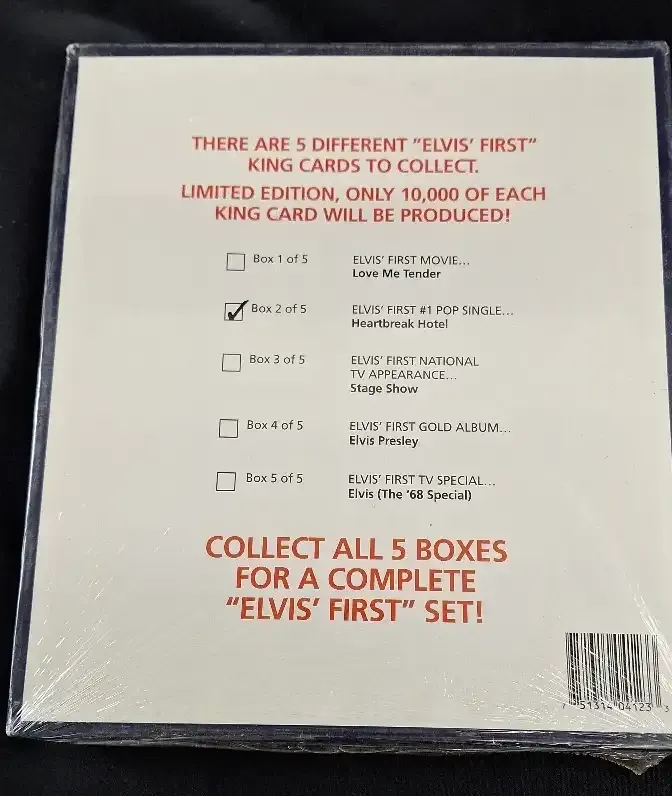 THERE ARE 5 DIFFERENT "ELVIS' FIRST"
KING CARDS TO COLLECT.
LIMITED EDITION, ONLY 10,000 OF EACH
KING CARD WILL BE PRODUCED!
Box 1 of 5 ELVIS' FIRST MOVIE...
Love Me Tender
Box 2 of 5 ELVIS' FIRST #1 POP SINGLE...
Heartbreak Hotel
Box 3 of 5 ELVIS' FIRST NATIONAL
TV APPEARANCE...
Stage Show
Box 4 of 5 ELVIS' FIRST GOLD ALBUM...
Elvis Presley
Box 5 of 5 ELVIS' FIRST TV SPECIAL...
Elvis (The '68 Special)
COLLECT ALL 5 BOXES
FOR A COMPLETE
"ELVIS' FIRST" SET!
7 51314 04123 3